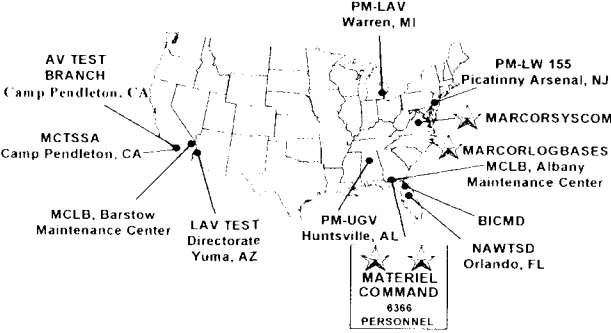 PM-LAV
Warren, MI
AV TEST
BRANCH
Camp Pendleton, CA
PM-LW 155
Picatinny Arsenal, NJ
MARCORSYSCOM
MCTSSA
Camp Pendleton, CA
MARCORLOGBASES
MCLB, Albany
Maintenance Center
MCLB, Barstow
Maintenance Center
LAV TEST
Directorate
Yuma, AZ
PM-UGV
Huntsville, AL
BICMD
NAWTSD
Orlando, FL
MATERIEL
COMMAND
6366
PERSONNEL